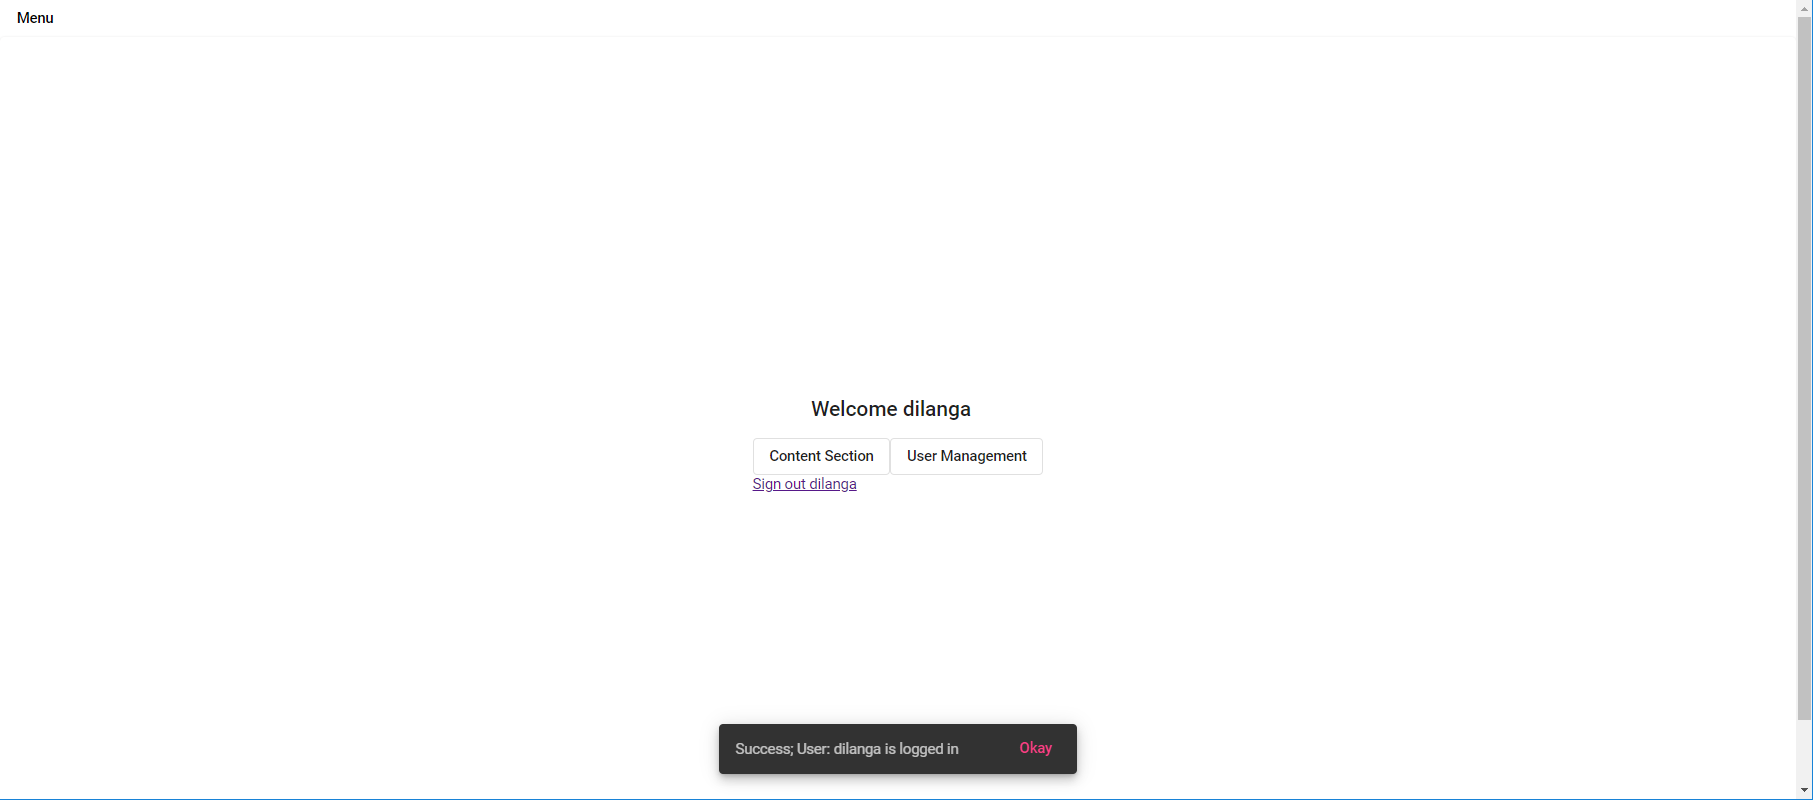 Menu
Welcome dilanga
Content Section User Management
Sign out dilanga
Success; User: dilanga is logged in Okay